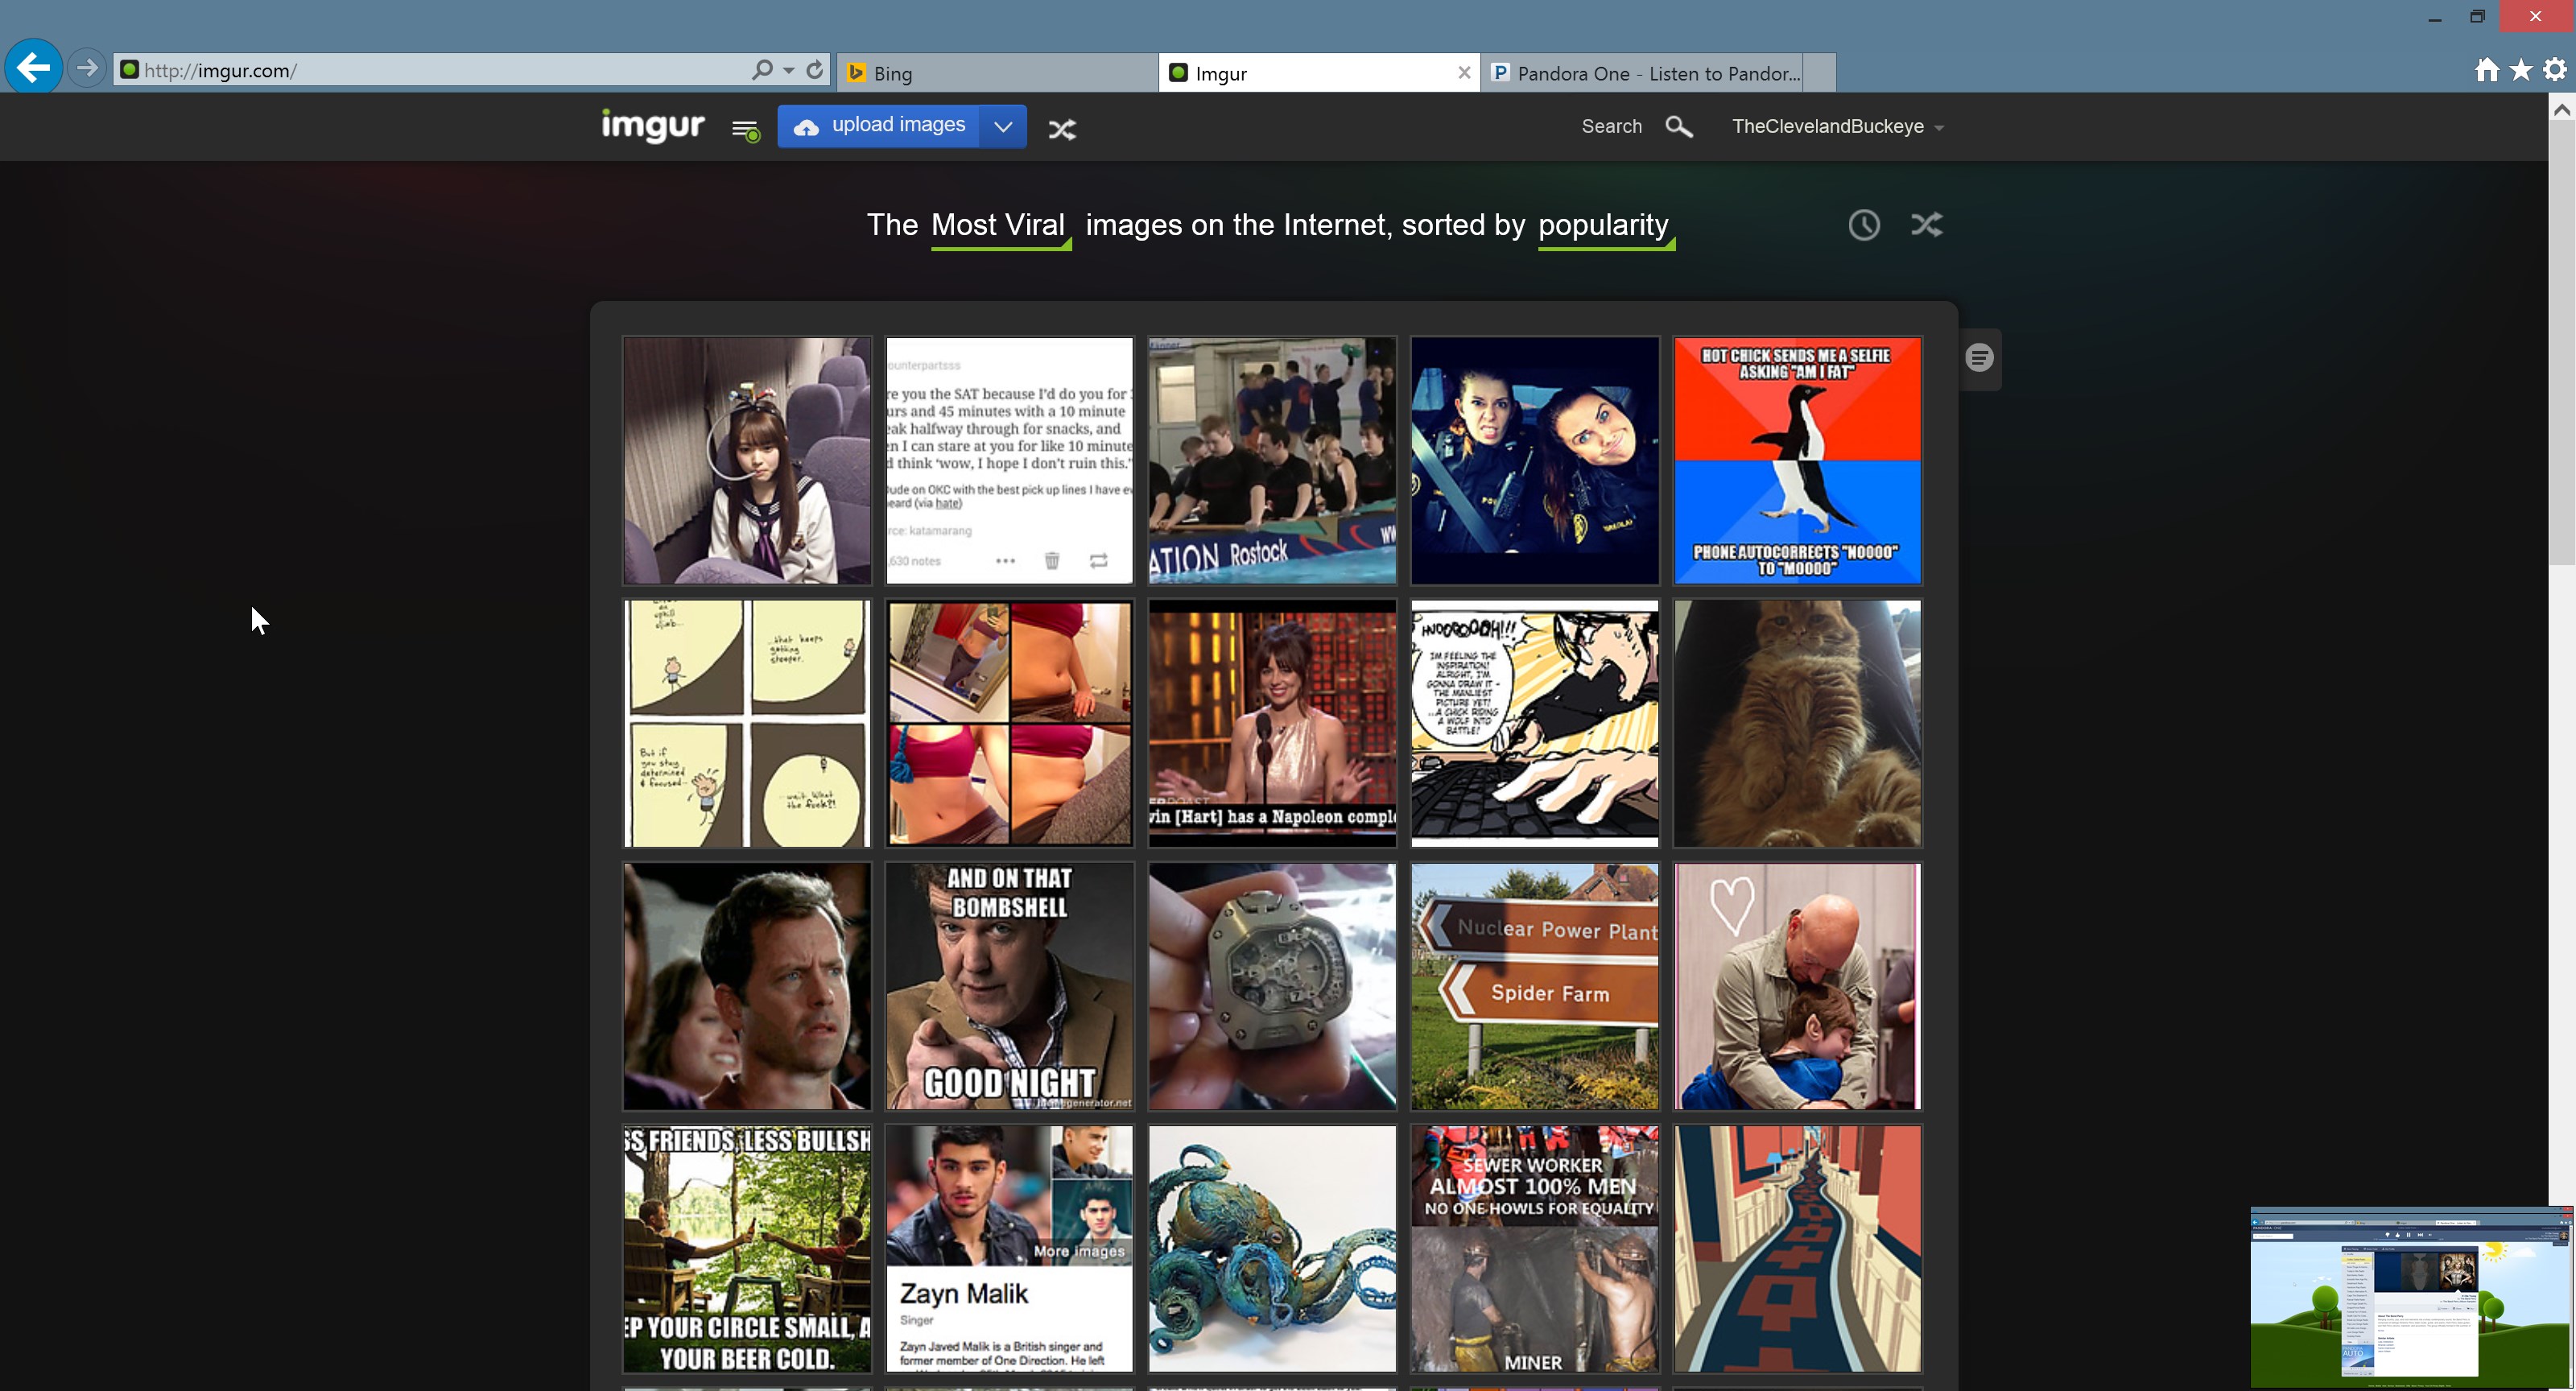 http://imgur.com/
Bing
Imgur
Pandora One - Listen to Pandor...
imgur
upload images
Search
TheClevelandBuckeye
The Most Viral images on the Internet, sorted by popularity
ounterpartsss
re you the SAT because I'd do you for
urs and 45 minutes with a 10 minute
eak halfway through for snacks, and
en I can stare at you for like 10 minute
d think 'wow, I hope I don't ruin this."
dude on OKC with the best pick up lines I have ev
eard (via hate)
rce: katamarang
,630 notes
ATION Rostock
WW
HOT CHICK SENDS ME A SELFIE
ASKING "AM I FAT"
PHONE AUTOCORRECTS "NOOOO"
TO "MOOOO"
uphill
climb...
...that keeps
getting
steeper.
But if
you stay
determined
& focused...
...wait. What
the fuck?!
vin [Hart] has a Napoleon comple
HNOOOOOOH!!!
I'M FEELING THE
INSPIRATION!
ALRIGHT, I'M
GONNA DRAW IT -
THE MANLIEST
PICTURE YET!
...A CHICK RIDING
A WOLF INTO
BATTLE!
AND ON THAT
BOMBSHELL
GOOD NIGHT
memegenerator.net
Nuclear Power Plant
Spider Farm
SS FRIENDS, LESS BULLSH
EP YOUR CIRCLE SMALL, A
YOUR BEER COLD.
More images
Zayn Malik
Singer
Zayn Javed Malik is a British singer and
former member of One Direction. He left
SEWER WORKER
ALMOST 100% MEN
NO ONE HOWLS FOR EQUALITY
MINER